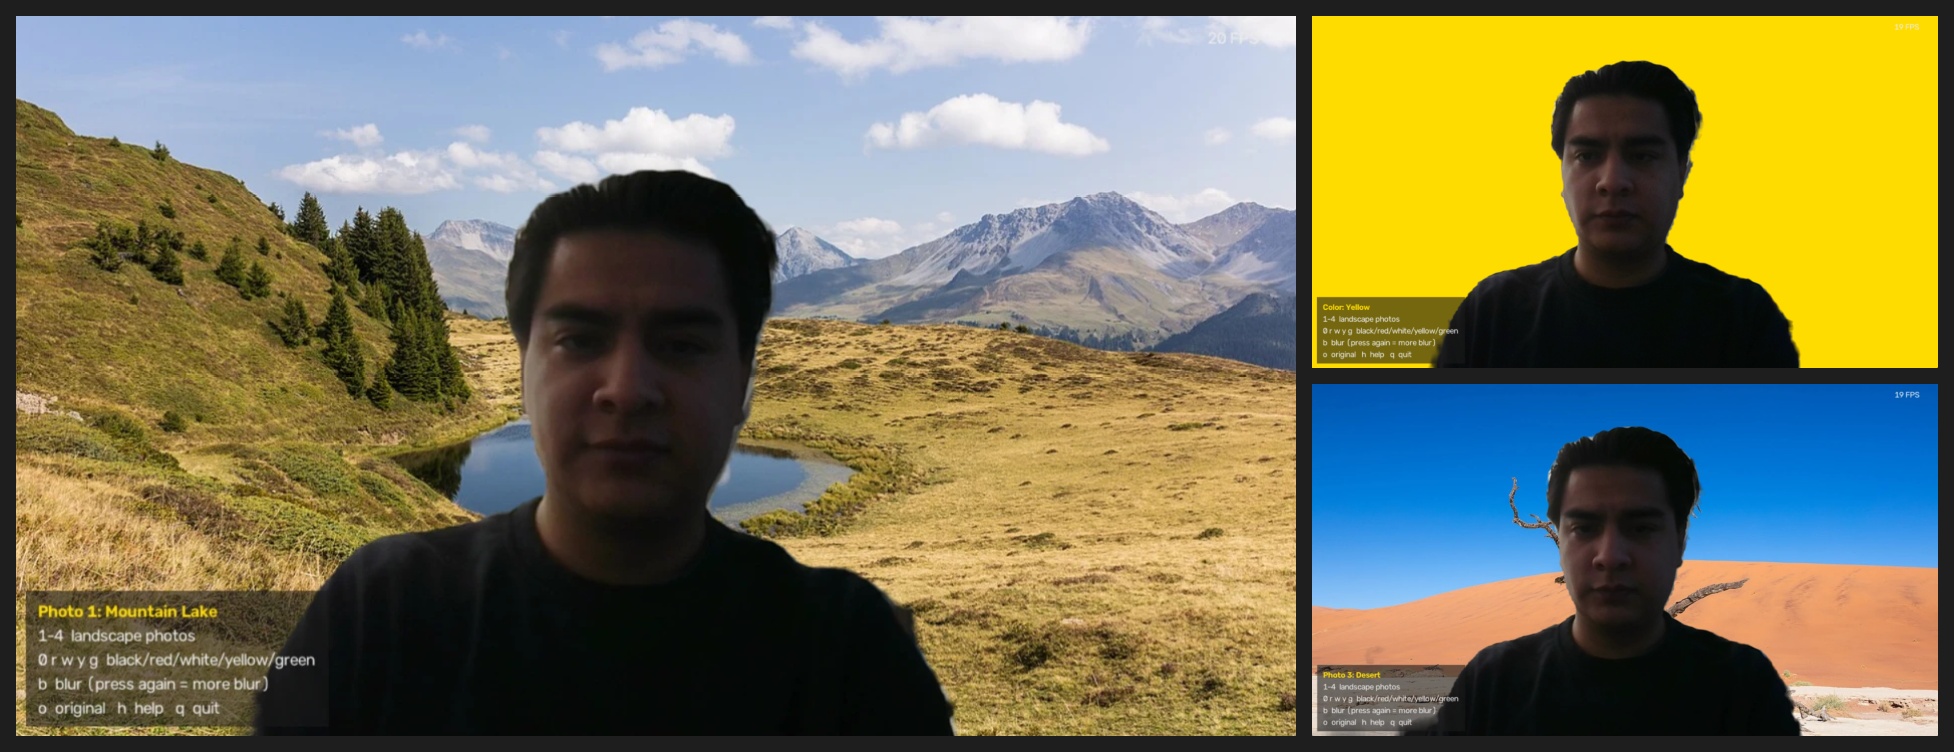 20 FPS
Photo 1: Mountain Lake
1-4 landscape photos
0 r w y g black/red/white/yellow/green
b blur (press again = more blur)
o original h help q quit
19 FPS
Color: Yellow
1-4 landscape photos
0 r w y g black/red/white/yellow/green
b blur (press again = more blur)
o original h help q quit
19 FPS
Photo 3: Desert
1-4 landscape photos
0 r w y g black/red/white/yellow/green
b blur (press again = more blur)
o original h help q quit